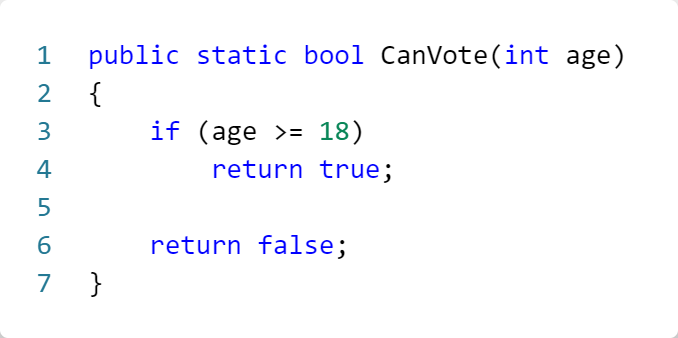 1 public static bool CanVote(int age)
2 {
3     if (age >= 18)
4         return true;
5
6     return false;
7 }